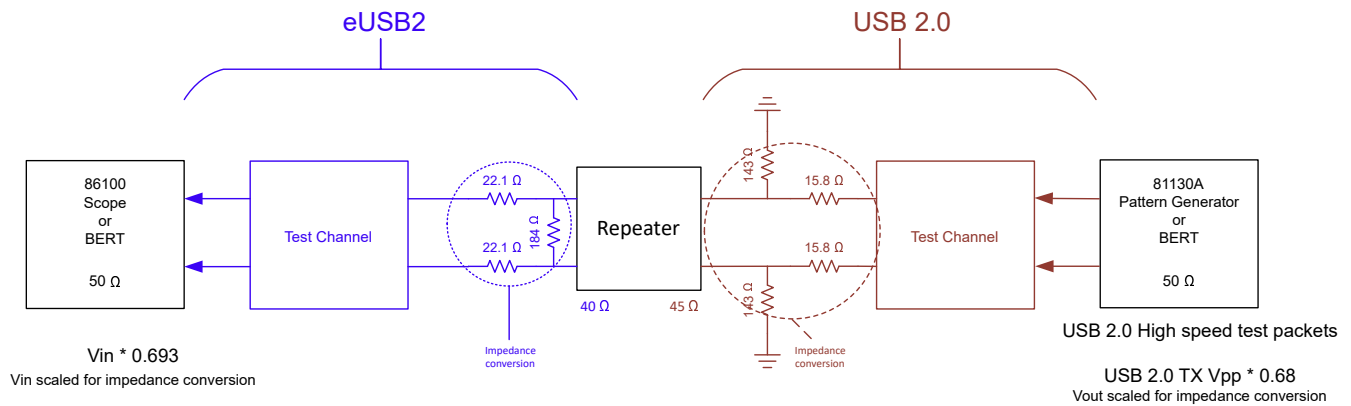 eUSB2
USB 2.0
86100
Scope
or
BERT
50 Ω
Test Channel
22.1 Ω
184 Ω
22.1 Ω
Impedance
conversion
Repeater
40 Ω
45 Ω
143 Ω
15.8 Ω
15.8 Ω
143 Ω
Impedance
conversion
Test Channel
81130A
Pattern Generator
or
BERT
50 Ω
Vin * 0.693
Vin scaled for impedance conversion
USB 2.0 High speed test packets
USB 2.0 TX Vpp * 0.68
Vout scaled for impedance conversion